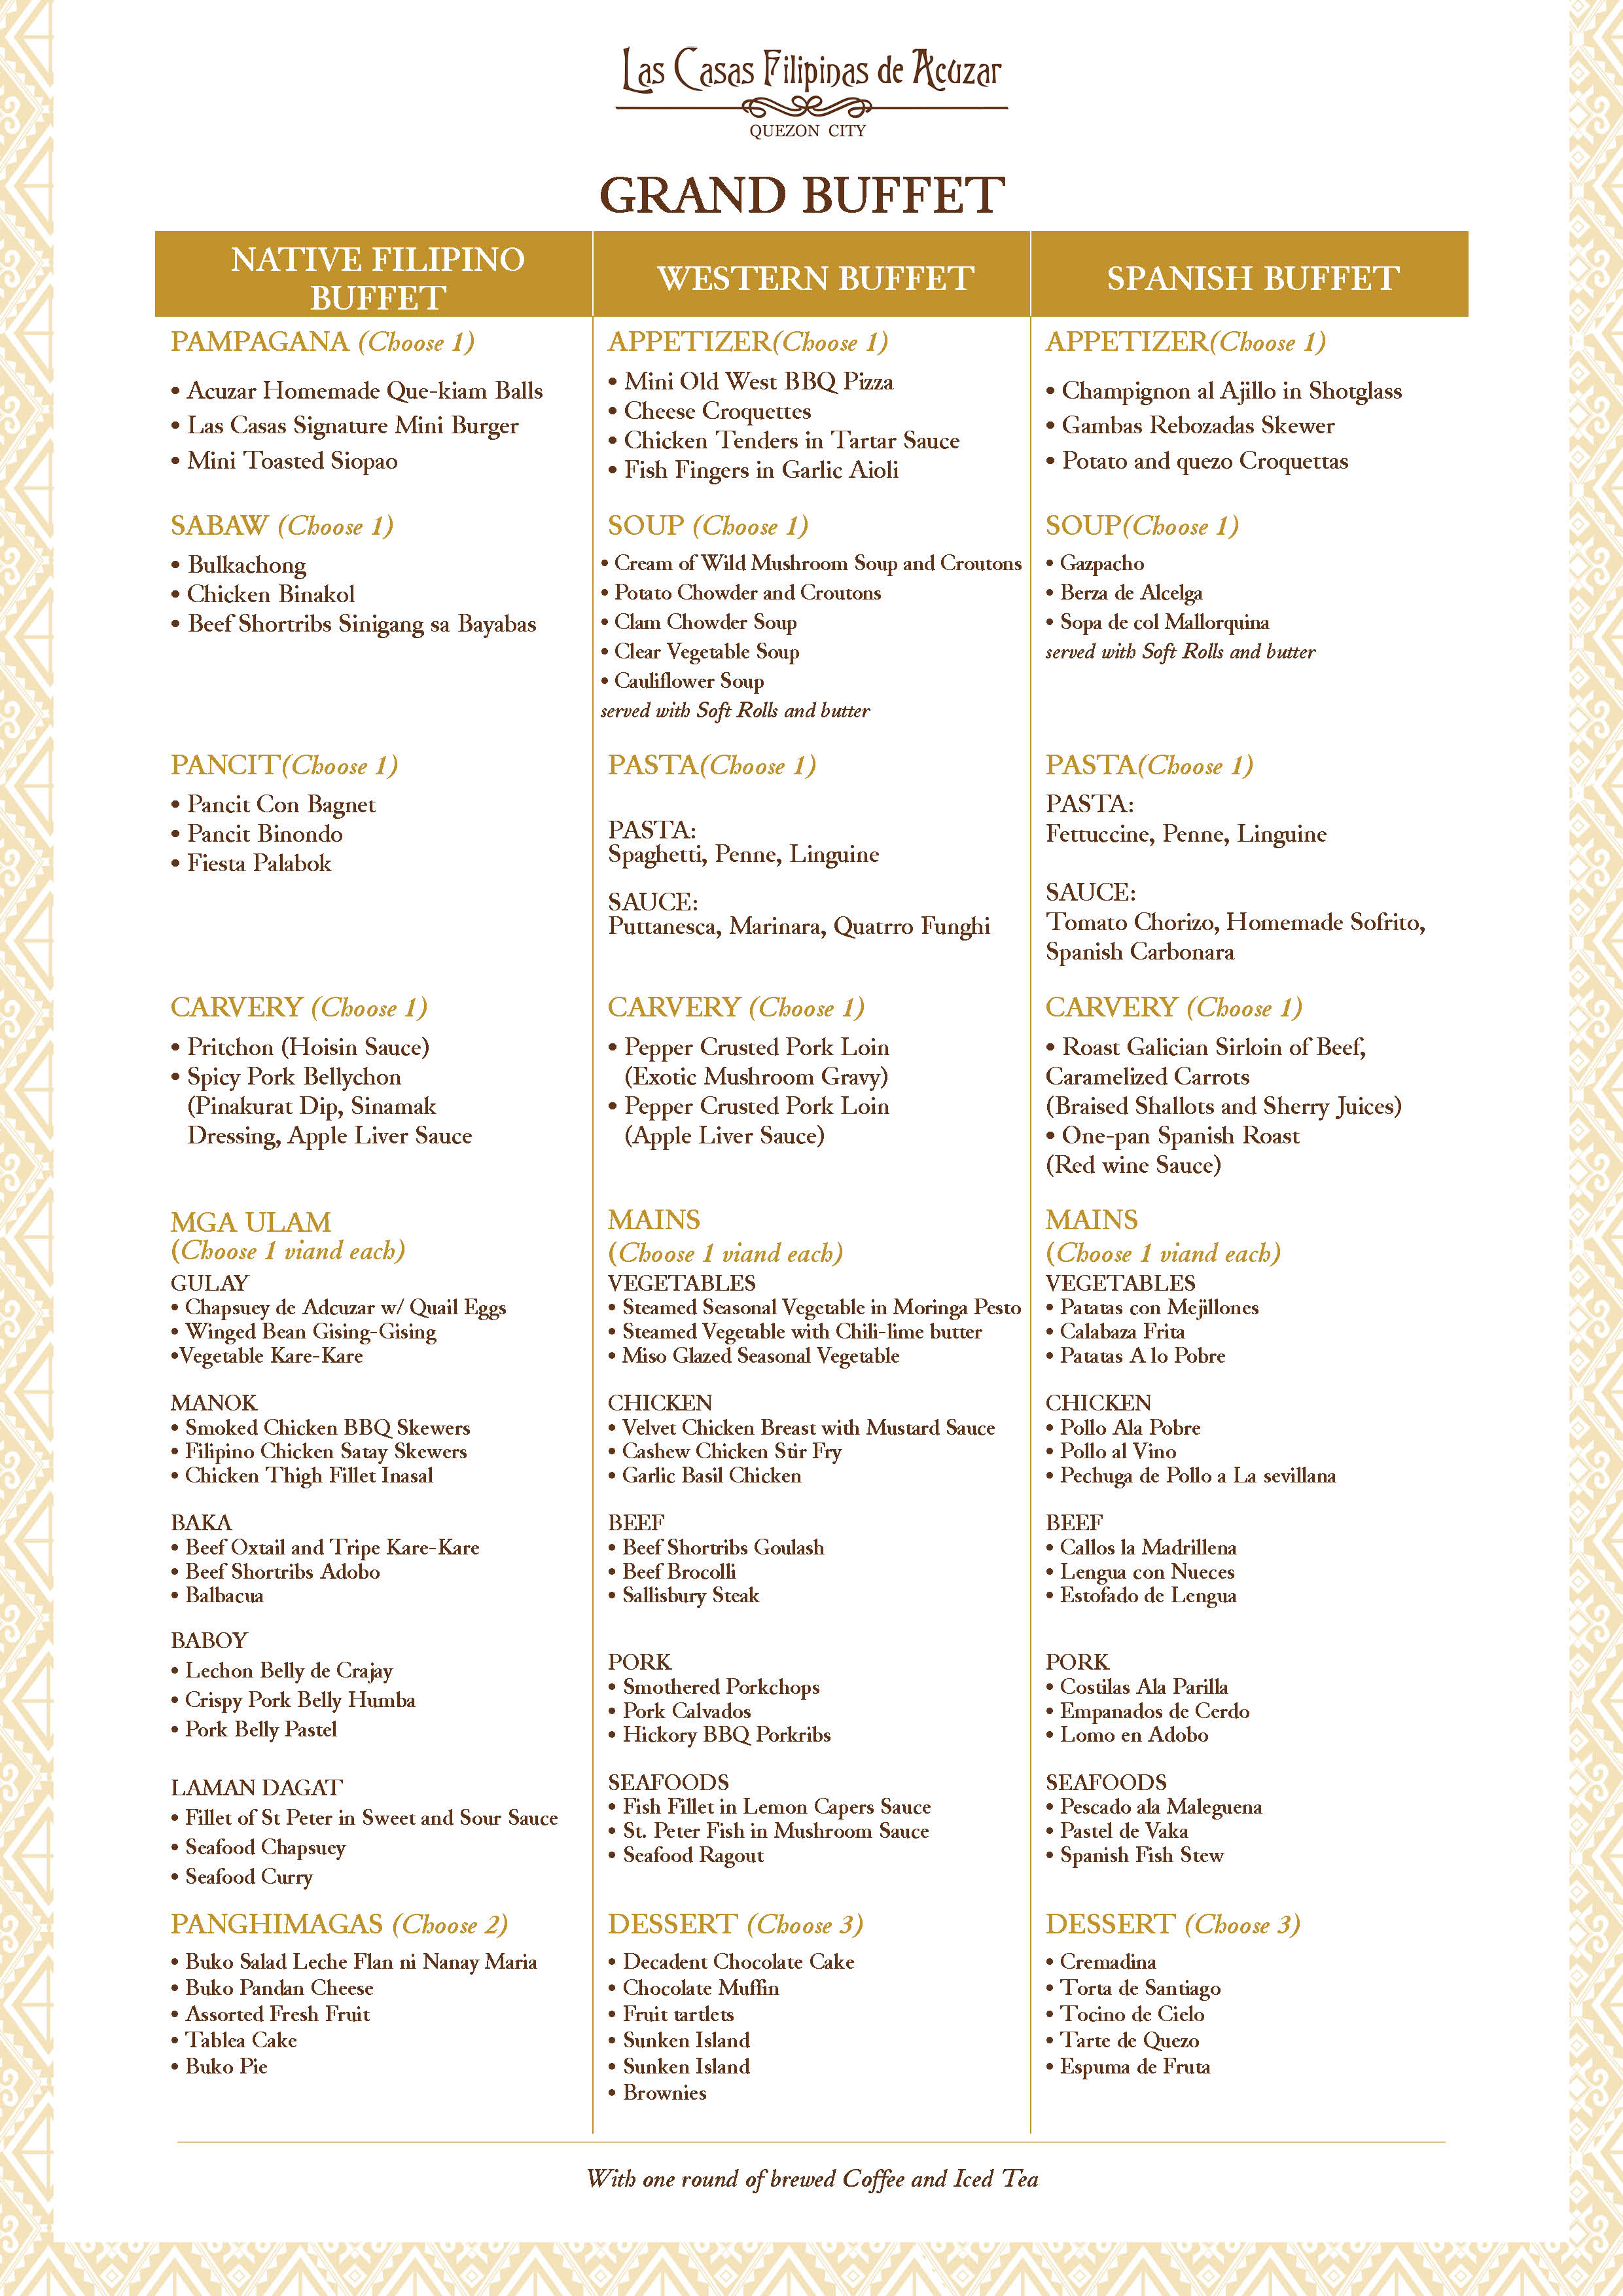 Las Casas Filipinas de Acuzar
QUEZON CITY
GRAND BUFFET
NATIVE FILIPINO
BUFFET
PAMPAGANA (Choose 1)
• Acuzar Homemade Que-kiam Balls
• Las Casas Signature Mini Burger
• Mini Toasted Siopao
SABAW (Choose 1)
• Bulkachong
• Chicken Binakol
• Beef Shortribs Sinigang sa Bayabas
PANCIT(Choose 1)
• Pancit Con Bagnet
• Pancit Binondo
• Fiesta Palabok
CARVERY (Choose 1)
• Pritchon (Hoisin Sauce)
• Spicy Pork Bellychon
(Pinakurat Dip, Sinamak
Dressing, Apple Liver Sauce
MGA ULAM
(Choose 1 viand each)
GULAY
• Chapsuey de Adcuzar w/ Quail Eggs
• Winged Bean Gising-Gising
•Vegetable Kare-Kare
MANOK
• Smoked Chicken BBQ Skewers
• Filipino Chicken Satay Skewers
• Chicken Thigh Fillet Inasal
BAKA
• Beef Oxtail and Tripe Kare-Kare
• Beef Shortribs Adobo
• Balbacua
BABOY
• Lechon Belly de Crajay
• Crispy Pork Belly Humba
• Pork Belly Pastel
LAMAN DAGAT
• Fillet of St Peter in Sweet and Sour Sauce
• Seafood Chapsuey
• Seafood Curry
PANGHIMAGAS (Choose 2)
• Buko Salad Leche Flan ni Nanay Maria
• Buko Pandan Cheese
• Assorted Fresh Fruit
• Tablea Cake
• Buko Pie
WESTERN BUFFET
APPETIZER(Choose 1)
• Mini Old West BBQ Pizza
• Cheese Croquettes
• Chicken Tenders in Tartar Sauce
• Fish Fingers in Garlic Aioli
SOUP (Choose 1)
• Cream of Wild Mushroom Soup and Croutons
• Potato Chowder and Croutons
• Clam Chowder Soup
• Clear Vegetable Soup
• Cauliflower Soup
served with Soft Rolls and butter
PASTA(Choose 1)
PASTA:
Spaghetti, Penne, Linguine
SAUCE:
Puttanesca, Marinara, Quatrro Funghi
CARVERY (Choose 1)
• Pepper Crusted Pork Loin
(Exotic Mushroom Gravy)
• Pepper Crusted Pork Loin
(Apple Liver Sauce)
MAINS
(Choose 1 viand each)
VEGETABLES
• Steamed Seasonal Vegetable in Moringa Pesto
• Steamed Vegetable with Chili-lime butter
• Miso Glazed Seasonal Vegetable
CHICKEN
• Velvet Chicken Breast with Mustard Sauce
• Cashew Chicken Stir Fry
• Garlic Basil Chicken
BEEF
• Beef Shortribs Goulash
• Beef Brocolli
• Sallisbury Steak
PORK
• Smothered Porkchops
• Pork Calvados
• Hickory BBQ Porkribs
SEAFOODS
• Fish Fillet in Lemon Capers Sauce
• St. Peter Fish in Mushroom Sauce
• Seafood Ragout
DESSERT (Choose 3)
• Decadent Chocolate Cake
• Chocolate Muffin
• Fruit tartlets
• Sunken Island
• Sunken Island
• Brownies
SPANISH BUFFET
APPETIZER(Choose 1)
• Champignon al Ajillo in Shotglass
• Gambas Rebozadas Skewer
• Potato and quezo Croquettas
SOUP(Choose 1)
• Gazpacho
• Berza de Alcelga
• Sopa de col Mallorquina
served with Soft Rolls and butter
PASTA(Choose 1)
PASTA:
Fettuccine, Penne, Linguine
SAUCE:
Tomato Chorizo, Homemade Sofrito,
Spanish Carbonara
CARVERY (Choose 1)
• Roast Galician Sirloin of Beef,
Caramelized Carrots
(Braised Shallots and Sherry Juices)
• One-pan Spanish Roast
(Red wine Sauce)
MAINS
(Choose 1 viand each)
VEGETABLES
• Patatas con Mejillones
• Calabaza Frita
• Patatas A lo Pobre
CHICKEN
• Pollo Ala Pobre
• Pollo al Vino
• Pechuga de Pollo a La sevillana
BEEF
• Callos la Madrillena
• Lengua con Nueces
• Estofado de Lengua
PORK
• Costilas Ala Parilla
• Empanados de Cerdo
• Lomo en Adobo
SEAFOODS
• Pescado ala Maleguena
• Pastel de Vaka
• Spanish Fish Stew
DESSERT (Choose 3)
• Cremadina
• Torta de Santiago
• Tocino de Cielo
• Tarte de Quezo
• Espuma de Fruta
With one round of brewed Coffee and Iced Tea